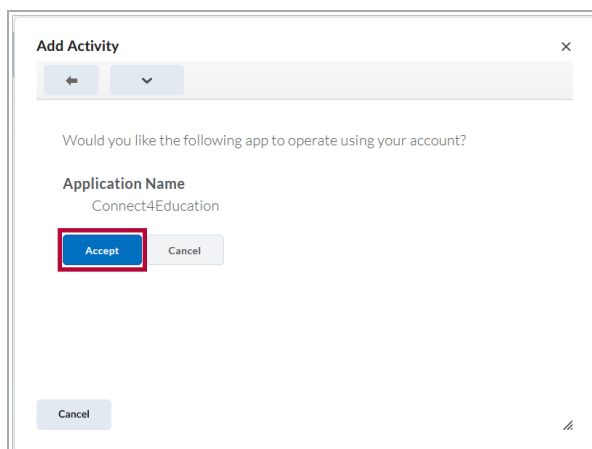 Add Activity
Would you like the following app to operate using your account?
Application Name
Connect4Education
Accept Cancel
Cancel